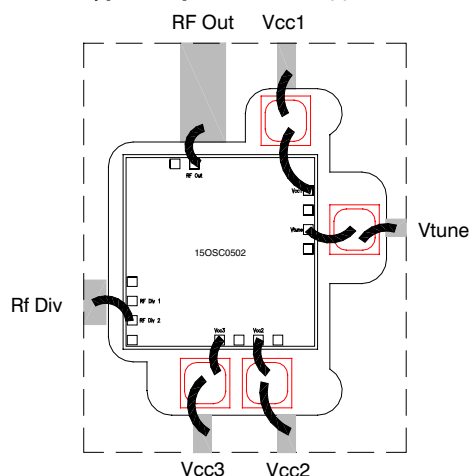 RF Out Vcc1
RF Out
Vcc1
Vtune
Vtune
15OSC0502
RF Div 1
Rf Div
RF Div 2
Vcc3 Vcc2
Vcc3 Vcc2